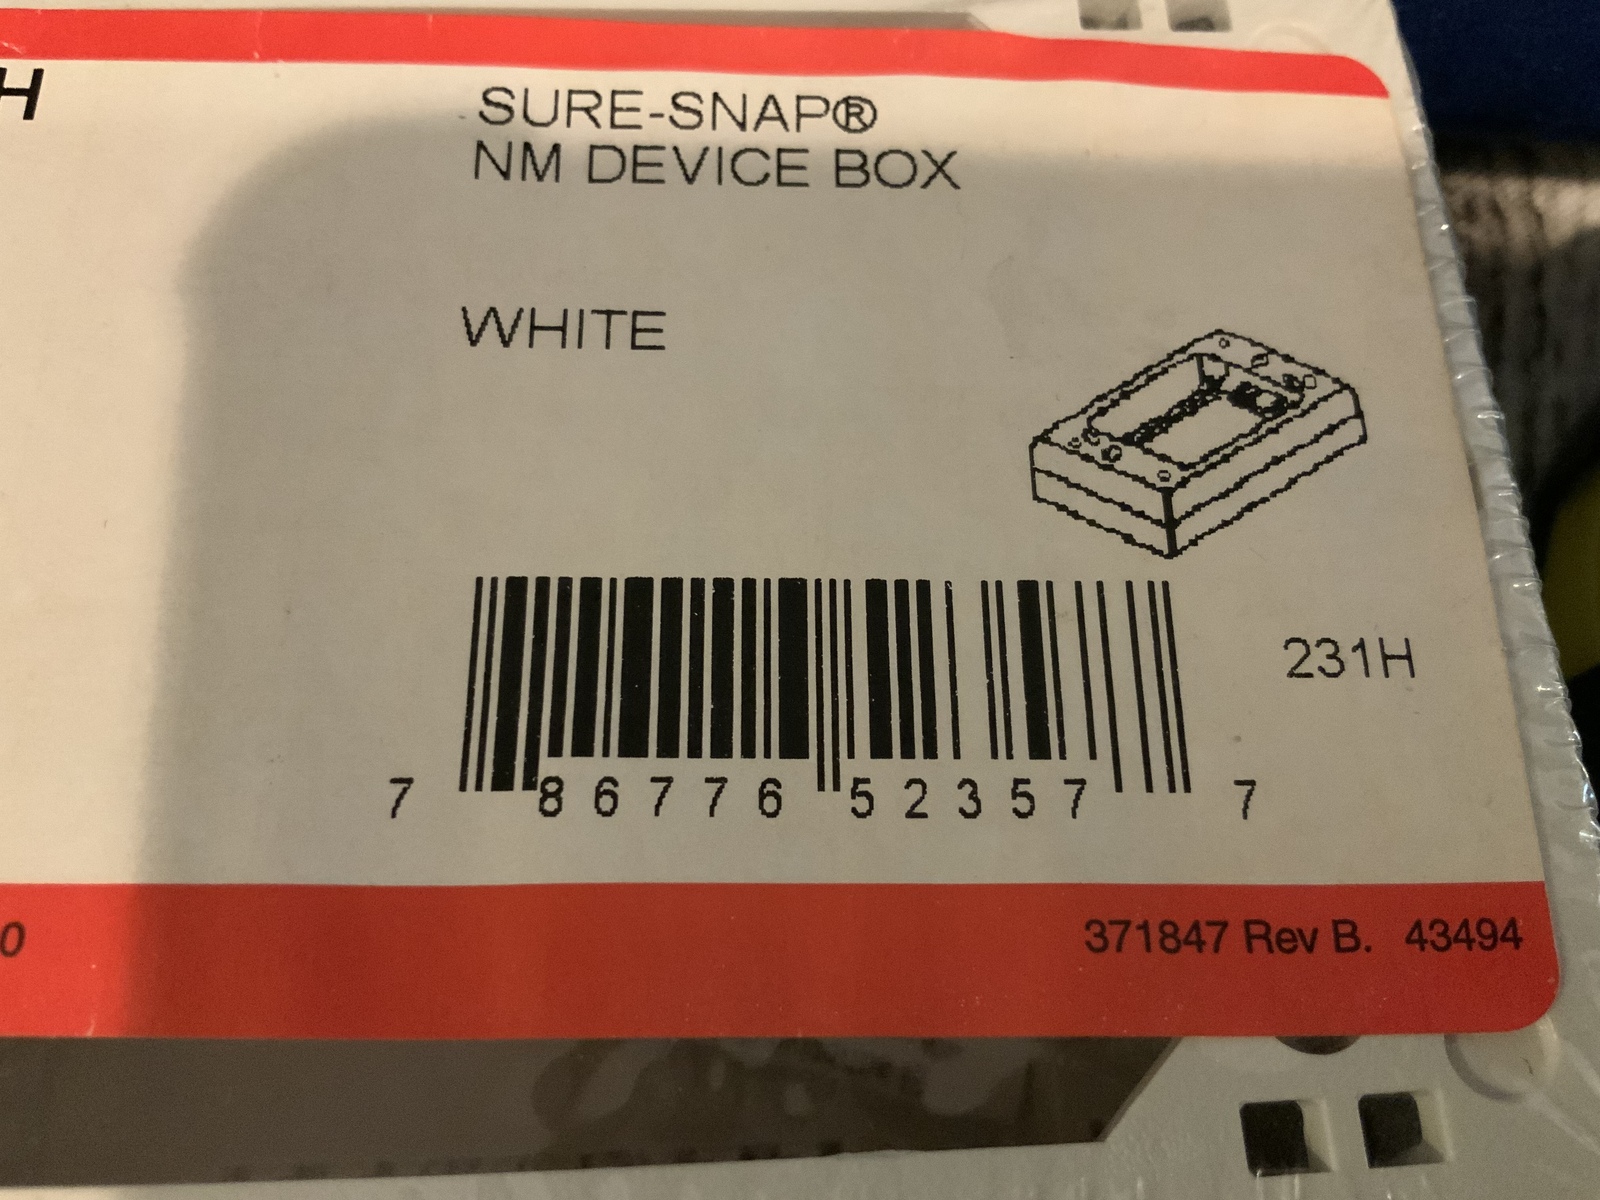 H
SURE-SNAP®
NM DEVICE BOX
WHITE
231H
7 86776 52357 7
0
371847 Rev B. 43494